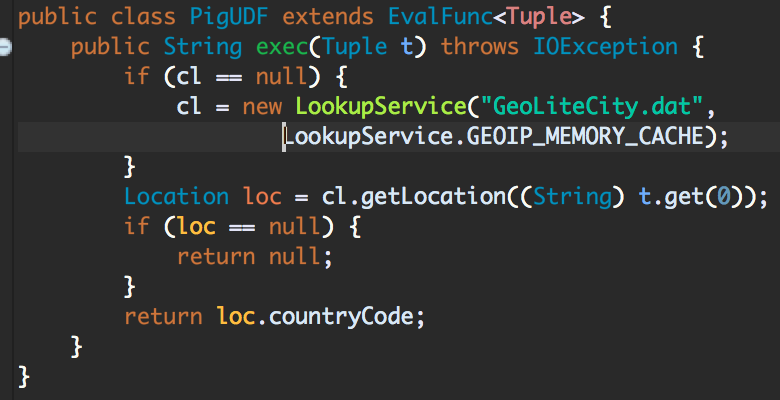 public class PigUDF extends EvalFunc<Tuple> {
public String exec(Tuple t) throws IOException {
if (cl == null) {
cl = new LookupService("GeoLiteCity.dat",
LookupService.GEOIP_MEMORY_CACHE);
}
Location loc = cl.getLocation((String) t.get(0));
if (loc == null) {
return null;
}
return loc.countryCode;
}
}